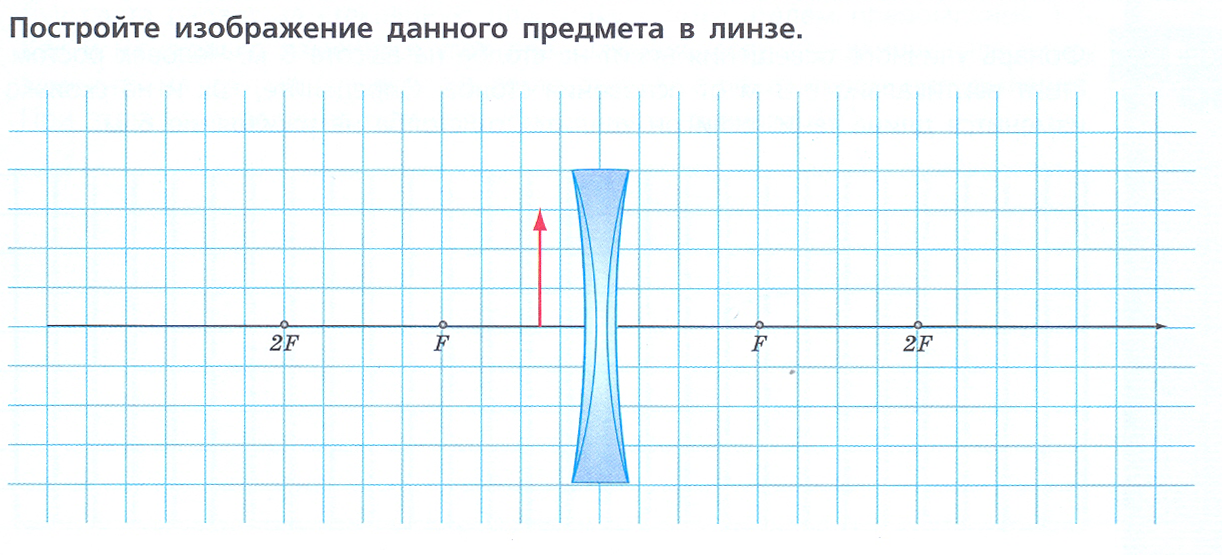 Постройте изображение данного предмета в линзе.
2F F F 2F